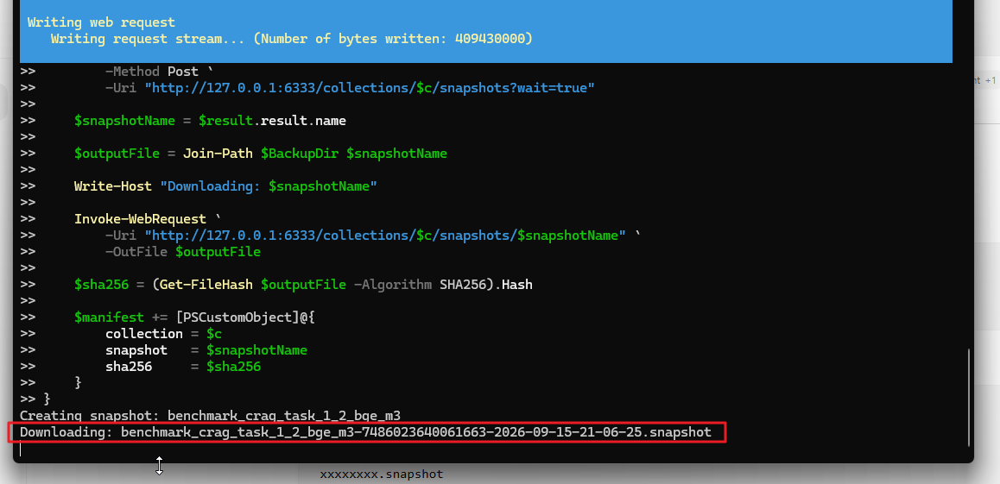 Writing web request
Writing request stream... (Number of bytes written: 409430000)
>> -Method Post `
>> -Uri "http://127.0.0.1:6333/collections/$c/snapshots?wait=true"
>>
>> $snapshotName = $result.result.name
>>
>> $outputFile = Join-Path $BackupDir $snapshotName
>>
>> Write-Host "Downloading: $snapshotName"
>>
>> Invoke-WebRequest `
>> -Uri "http://127.0.0.1:6333/collections/$c/snapshots/$snapshotName" `
>> -OutFile $outputFile
>>
>> $sha256 = (Get-FileHash $outputFile -Algorithm SHA256).Hash
>>
>> $manifest += [PSCustomObject]@{
>> collection = $c
>> snapshot = $snapshotName
>> sha256 = $sha256
>> }
>> }
Creating snapshot: benchmark_crag_task_1_2_bge_m3
Downloading: benchmark_crag_task_1_2_bge_m3-7486023640061663-2026-09-15-21-06-25.snapshot
xxxxxxxx.snapshot
+1